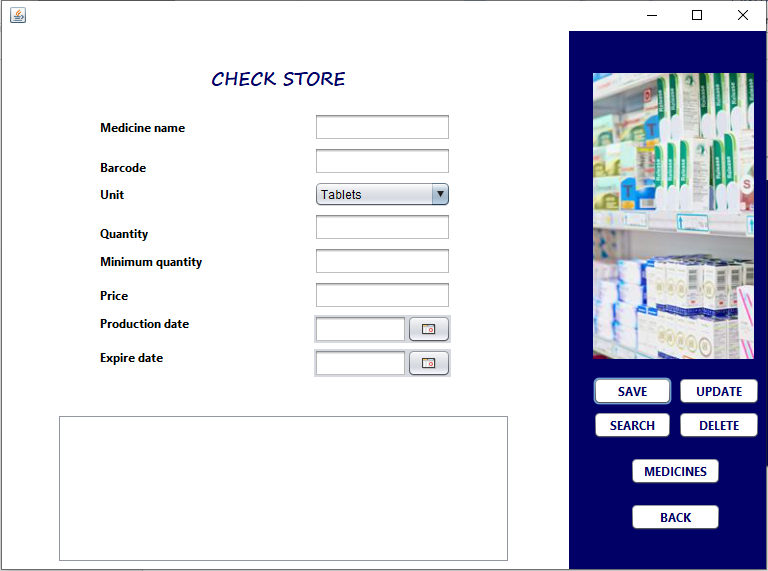 CHECK STORE
Medicine name
Barcode
Unit
Tablets
Quantity
Minimum quantity
Price
Production date
Expire date
SAVE
UPDATE
SEARCH
DELETE
MEDICINES
BACK